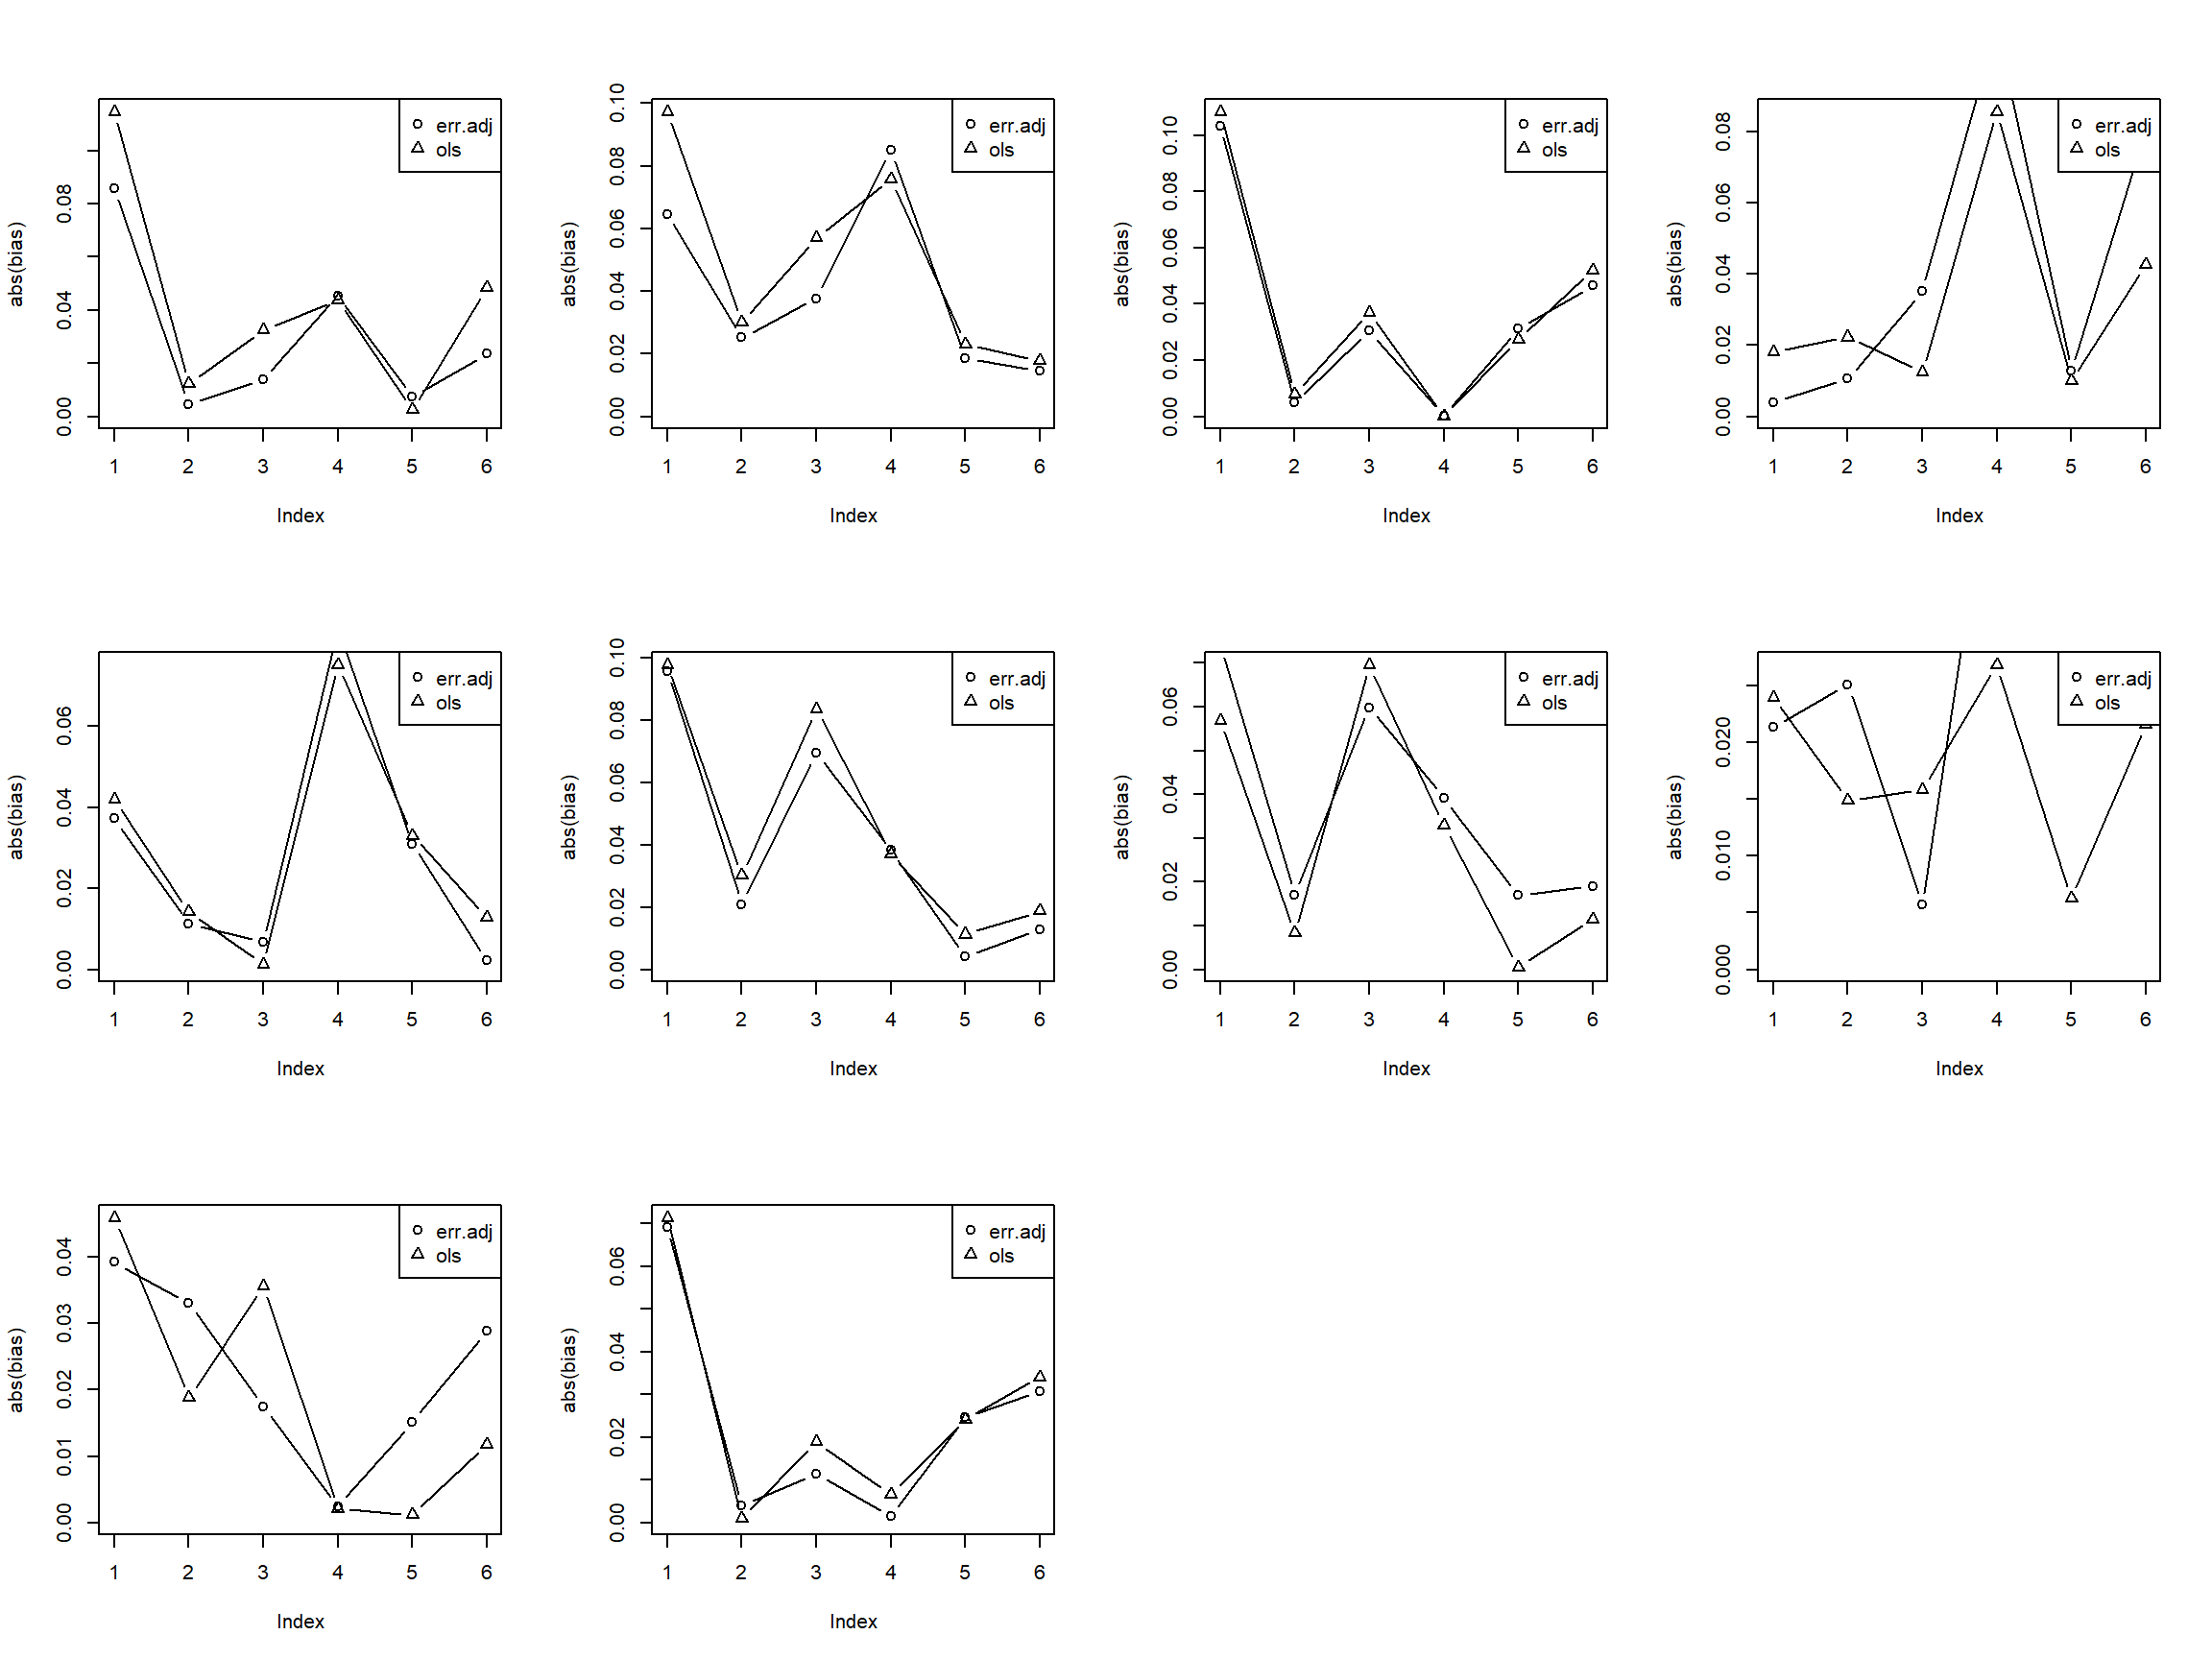 err.adj
ols
abs(bias)
0.00 0.04 0.08
1 2 3 4 5 6
Index
err.adj
ols
abs(bias)
0.00 0.02 0.04 0.06 0.08 0.10
1 2 3 4 5 6
Index
err.adj
ols
abs(bias)
0.00 0.02 0.04 0.06 0.08 0.10
1 2 3 4 5 6
Index
err.adj
ols
abs(bias)
0.00 0.02 0.04 0.06 0.08
1 2 3 4 5 6
Index
err.adj
ols
abs(bias)
0.00 0.02 0.04 0.06
1 2 3 4 5 6
Index
err.adj
ols
abs(bias)
0.00 0.02 0.04 0.06 0.08 0.10
1 2 3 4 5 6
Index
err.adj
ols
abs(bias)
0.00 0.02 0.04 0.06
1 2 3 4 5 6
Index
err.adj
ols
abs(bias)
0.000 0.010 0.020
1 2 3 4 5 6
Index
err.adj
ols
abs(bias)
0.00 0.01 0.02 0.03 0.04
1 2 3 4 5 6
Index
err.adj
ols
abs(bias)
0.00 0.02 0.04 0.06
1 2 3 4 5 6
Index